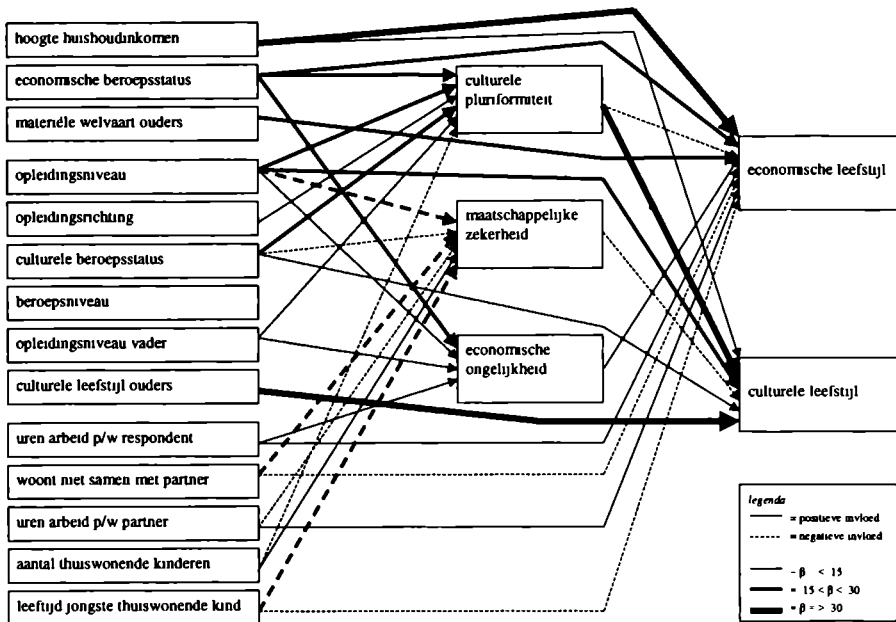 hoogte huishoudinkomen
economische beroepsstatus
materiële welvaart ouders
opleidingsniveau
opleidingsrichting
culturele beroepsstatus
beroepsniveau
opleidingsniveau vader
culturele leefstijl ouders
uren arbeid p/w respondent
woont niet samen met partner
uren arbeid p/w partner
aantal thuiswonende kinderen
leeftijd jongste thuiswonende kind
culturele
pluriformiteit
maatschappelijke
zekerheid
economische
ongelijkheid
economische leefstijl
culturele leefstijl
legenda
= positieve invloed
= negatieve invloed
= β < 15
= 15 < β < 30
= β = > 30